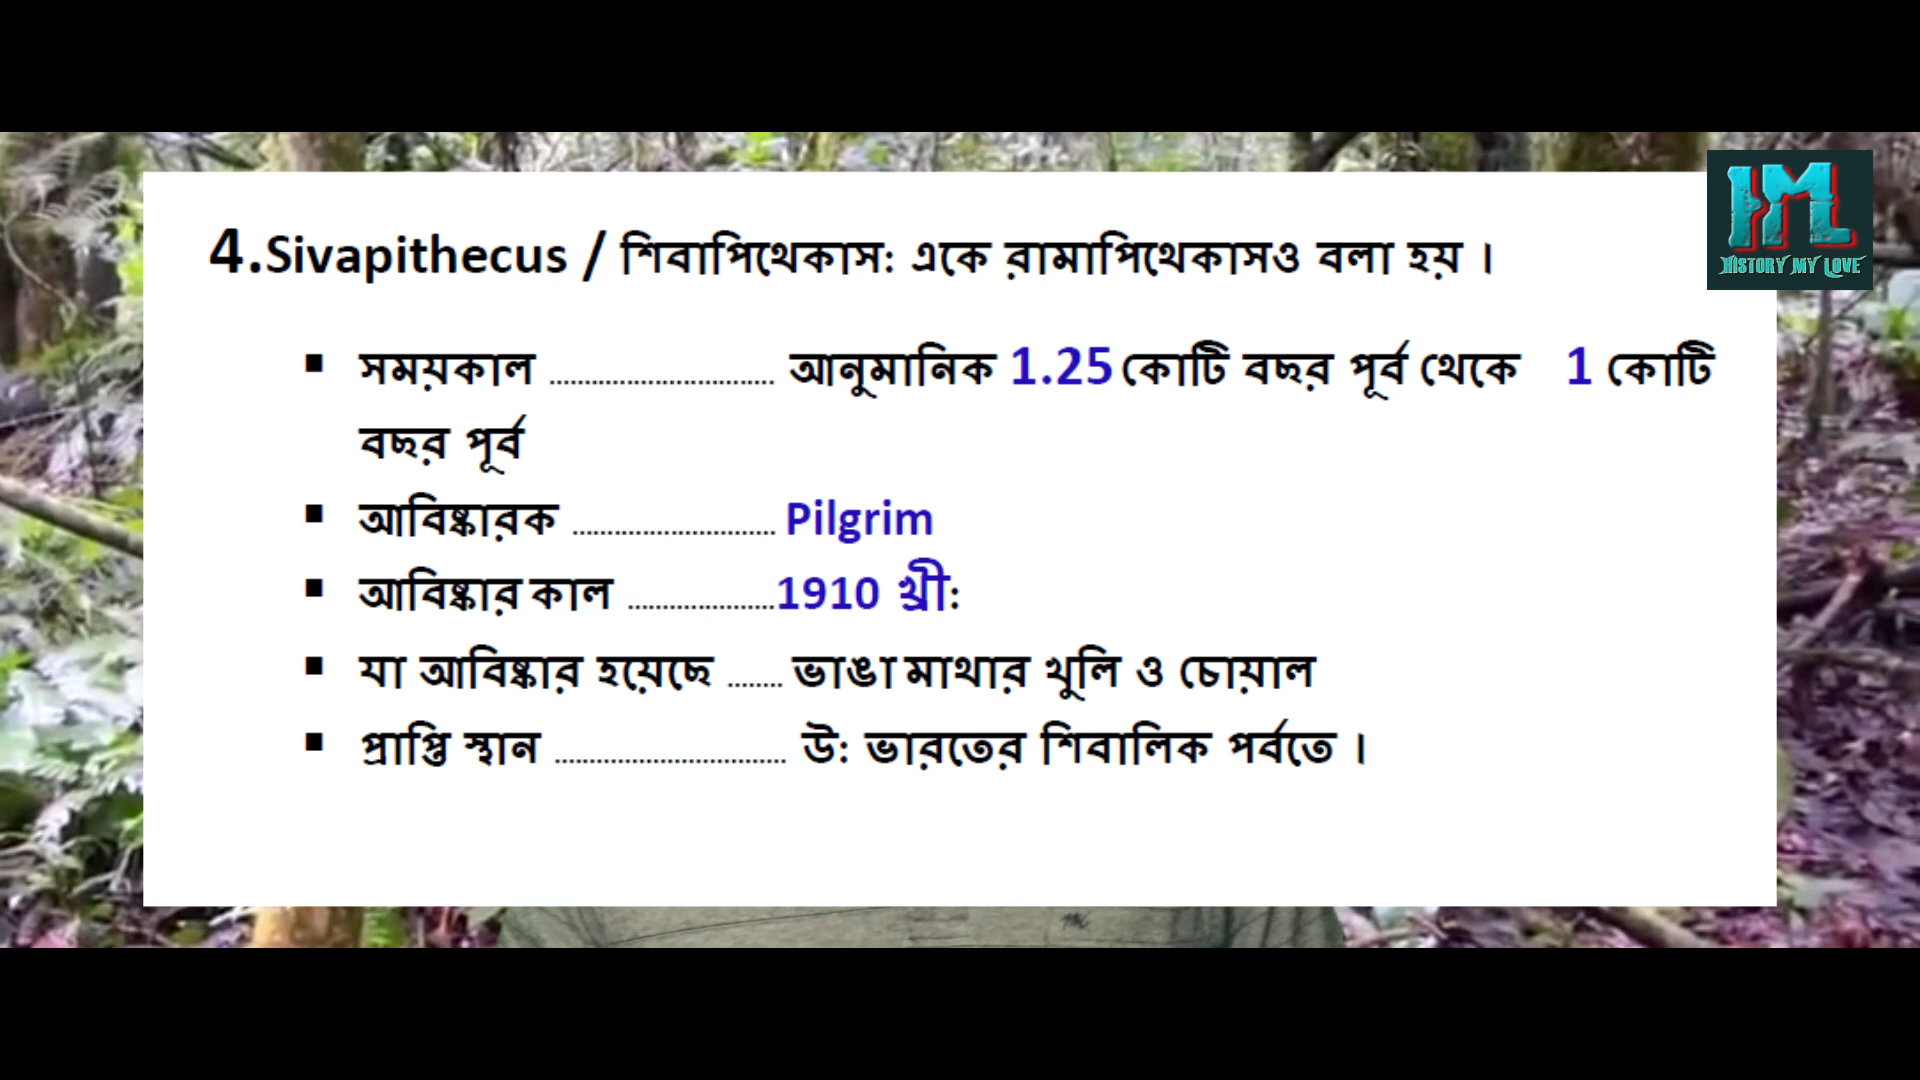 4.Sivapithecus / শিবাপিথেকাস: একে রামাপিথেকাসও বলা হয় ।
HML
HISTORY MY LOVE
▪ সময়কাল ................................ আনুমানিক 1.25 কোটি বছর পূর্ব থেকে 1 কোটি
বছর পূর্ব
▪ আবিষ্কারক ............................. Pilgrim
▪ আবিষ্কার কাল .....................1910 খ্রী:
▪ যা আবিষ্কার হয়েছে ........ ভাঙা মাথার খুলি ও চোয়াল
▪ প্রাপ্তি স্থান ................................. উ: ভারতের শিবালিক পর্বতে ।